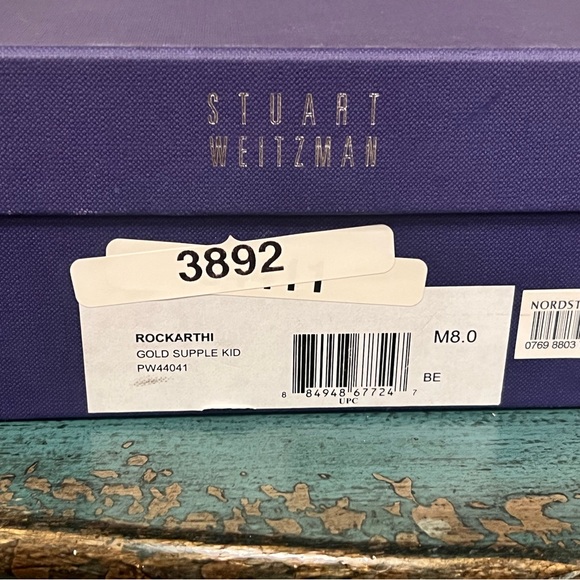 STUART
WEITZMAN
3892
ROCKARTHI
GOLD SUPPLE KID
PW44041
M8.0
BE
8 84948 67724 7
UPC
NORDST
0769 8803